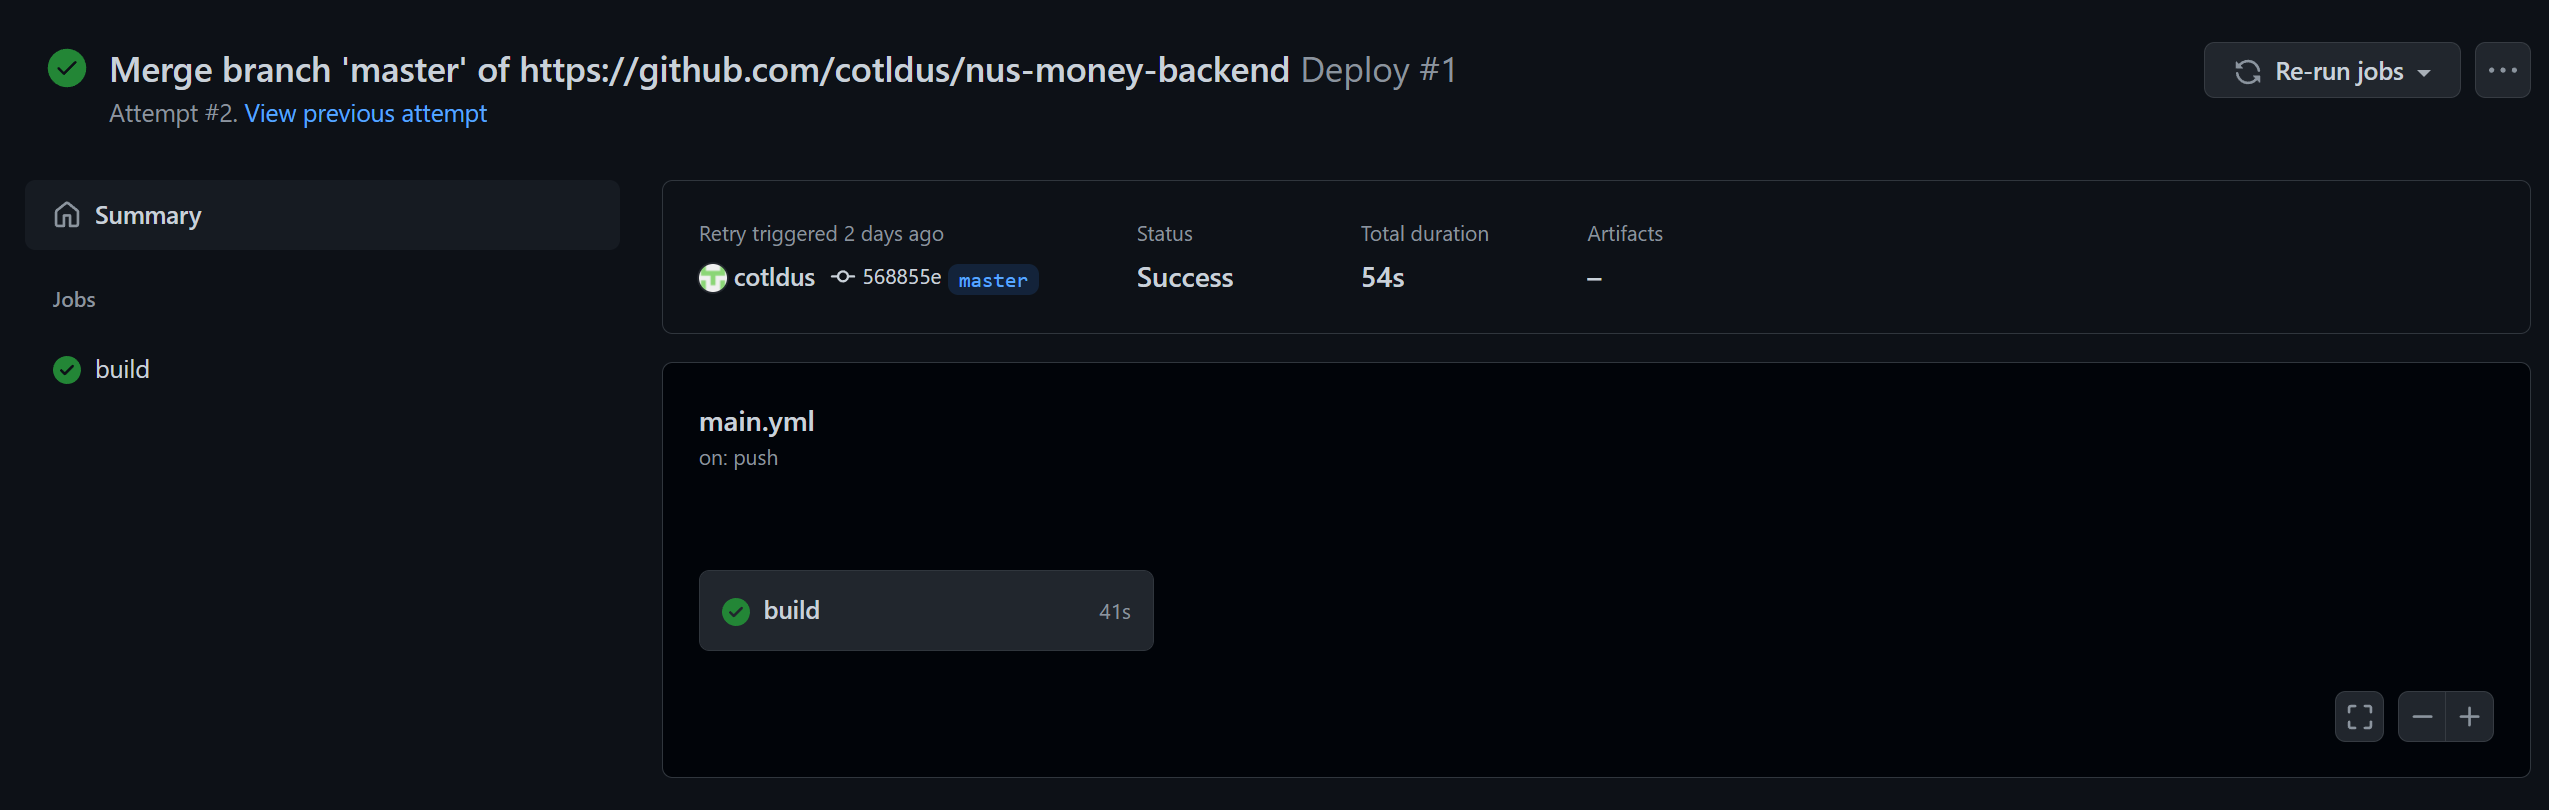 Merge branch 'master' of https://github.com/cotldus/nus-money-backend Deploy #1
Re-run jobs
Attempt #2. View previous attempt
Summary
Jobs
build
Retry triggered 2 days ago
cotldus 568855e master
Status
Success
Total duration
54s
Artifacts
–
main.yml
on: push
build 41s